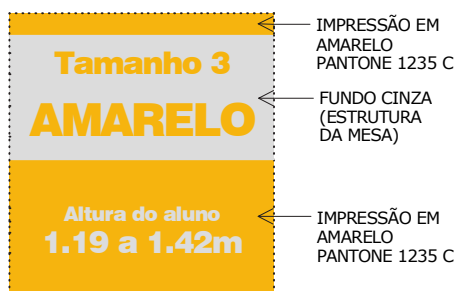 Tamanho 3
AMARELO
Altura do aluno
1.19 a 1.42m
IMPRESSÃO EM
AMARELO
PANTONE 1235 C
FUNDO CINZA
(ESTRUTURA
DA MESA)
IMPRESSÃO EM
AMARELO
PANTONE 1235 C